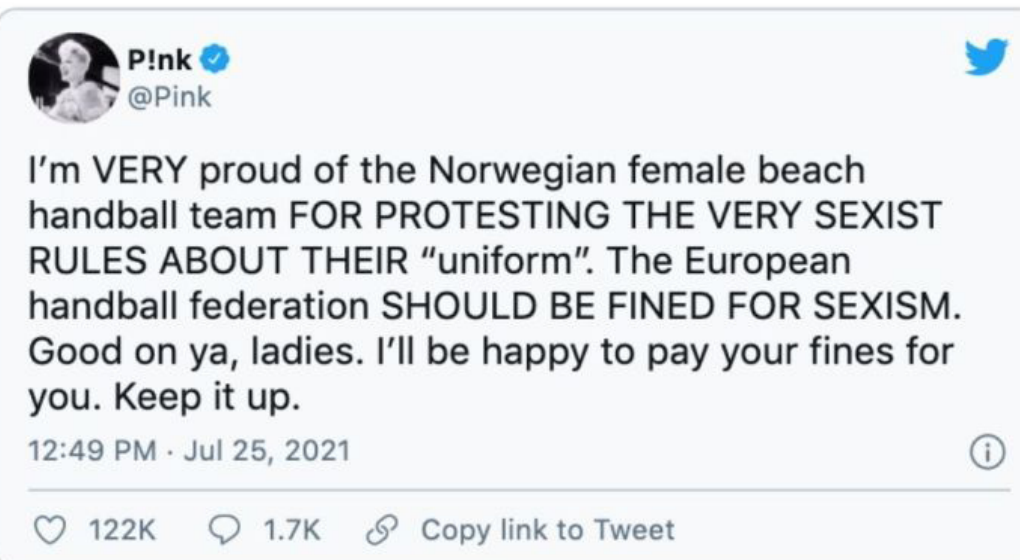 P!nk
@Pink
I’m VERY proud of the Norwegian female beach
handball team FOR PROTESTING THE VERY SEXIST
RULES ABOUT THEIR “uniform”. The European
handball federation SHOULD BE FINED FOR SEXISM.
Good on ya, ladies. I’ll be happy to pay your fines for
you. Keep it up.
12:49 PM · Jul 25, 2021
122K 1.7K Copy link to Tweet